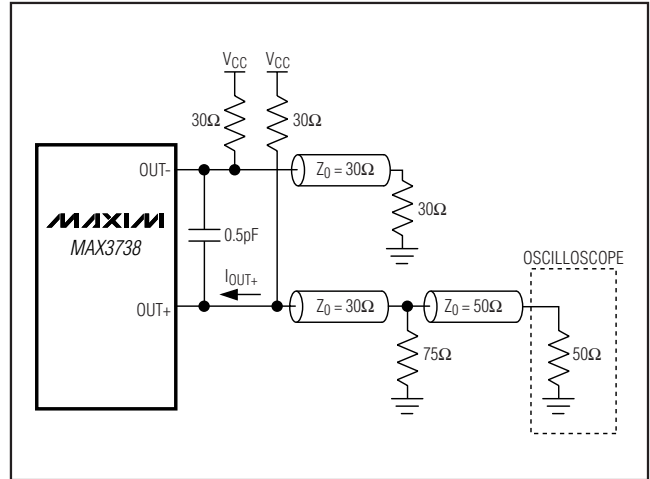 VCC VCC
30Ω 30Ω
OUT- Z0 = 30Ω
30Ω
MAXIM
MAX3738
0.5pF
OSCILLOSCOPE
IOUT+
OUT+ Z0 = 30Ω Z0 = 50Ω
75Ω 50Ω